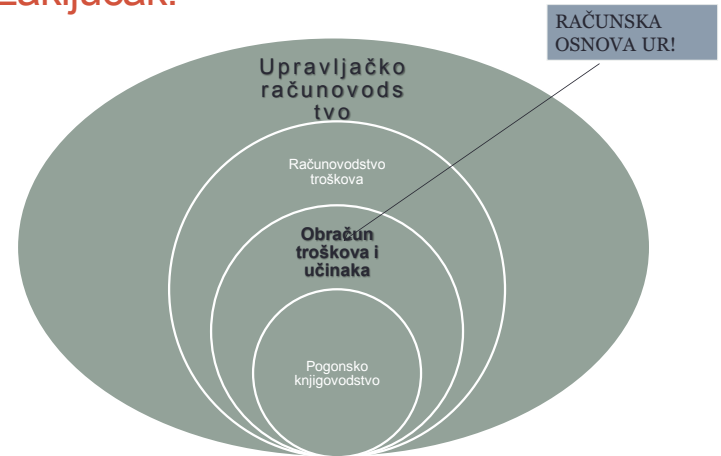 Zaključak:
RAČUNSKA
OSNOVA UR!
Upravljačko
računovods
tvo
Računovodstvo
troškova
Obračun
troškova i
učinaka
Pogonsko
knjigovodstvo